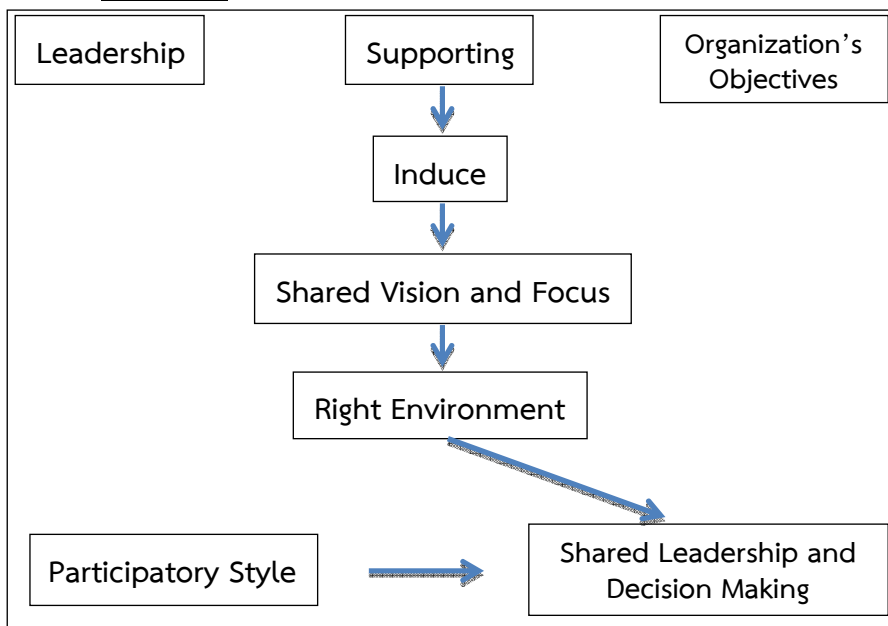 Leadership
Supporting
Organization’s
Objectives
Induce
Shared Vision and Focus
Right Environment
Participatory Style
Shared Leadership and
Decision Making